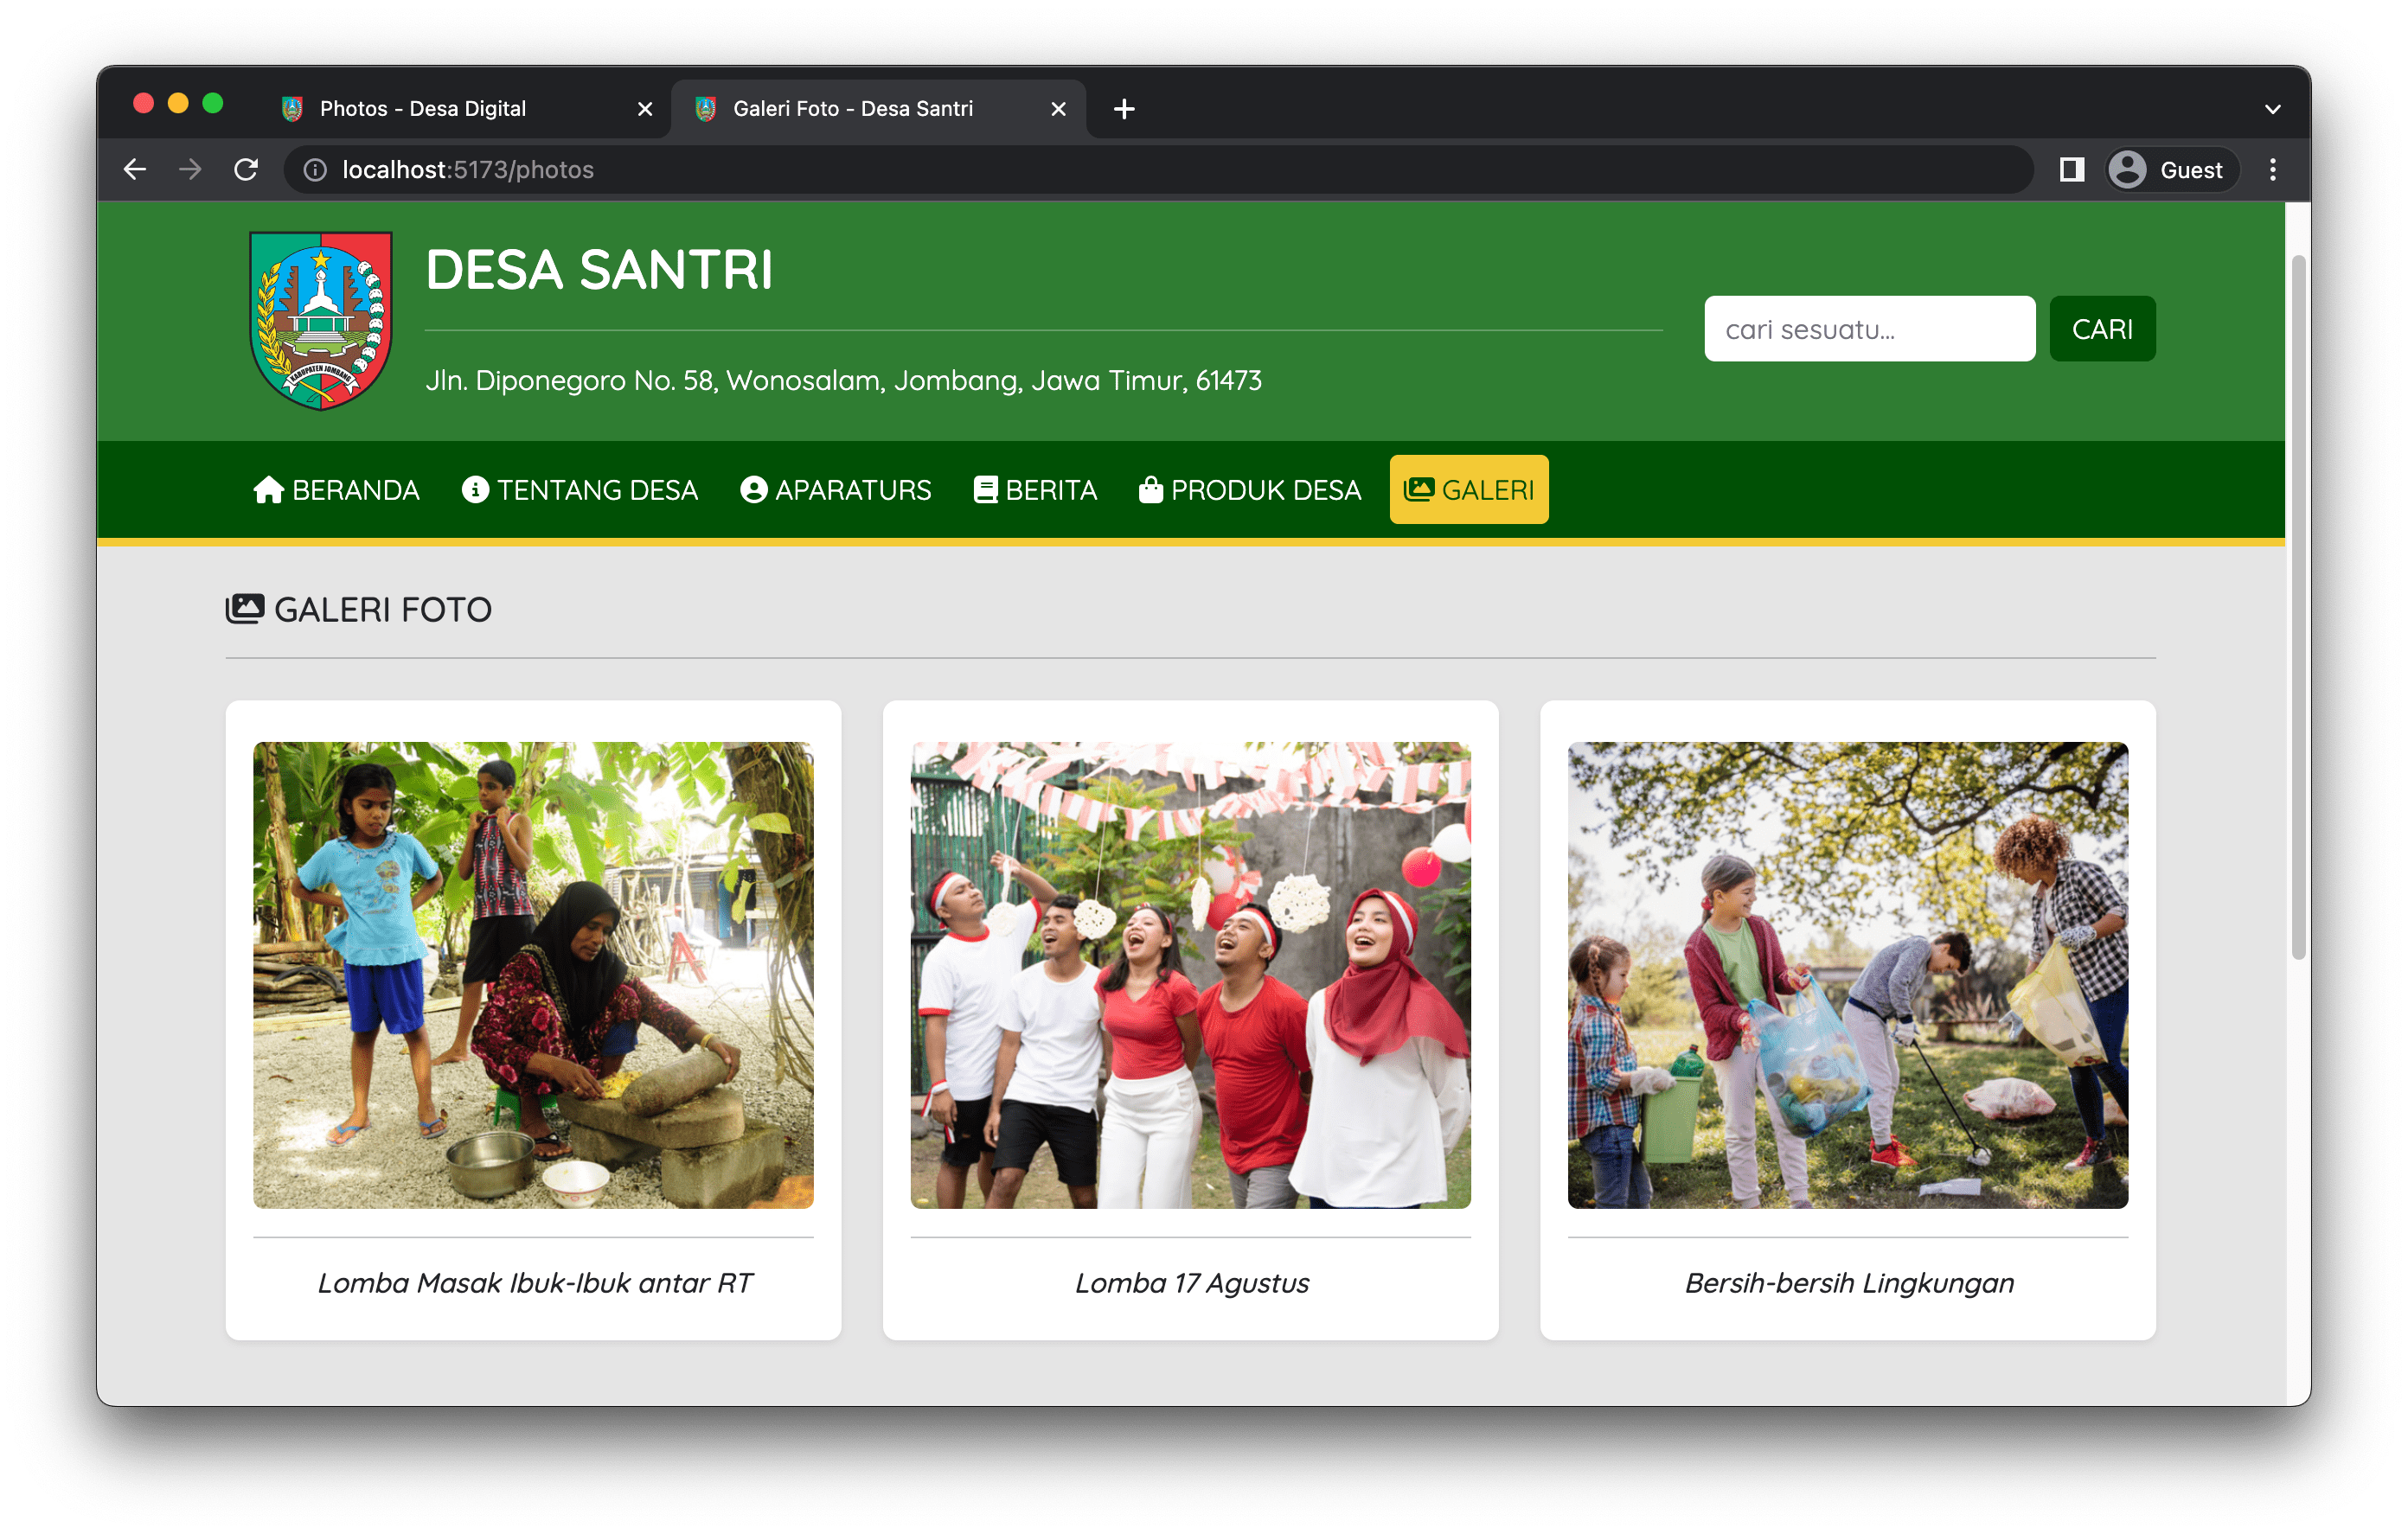 Photos - Desa Digital
Galeri Foto - Desa Santri
localhost:5173/photos
Guest
KABUPATEN JOMBANG
DESA SANTRI
Jln. Diponegoro No. 58, Wonosalam, Jombang, Jawa Timur, 61473
cari sesuatu...
CARI
BERANDA
TENTANG DESA
APARATURS
BERITA
PRODUK DESA
GALERI
GALERI FOTO
Lomba Masak Ibuk-Ibuk antar RT
Lomba 17 Agustus
Bersih-bersih Lingkungan